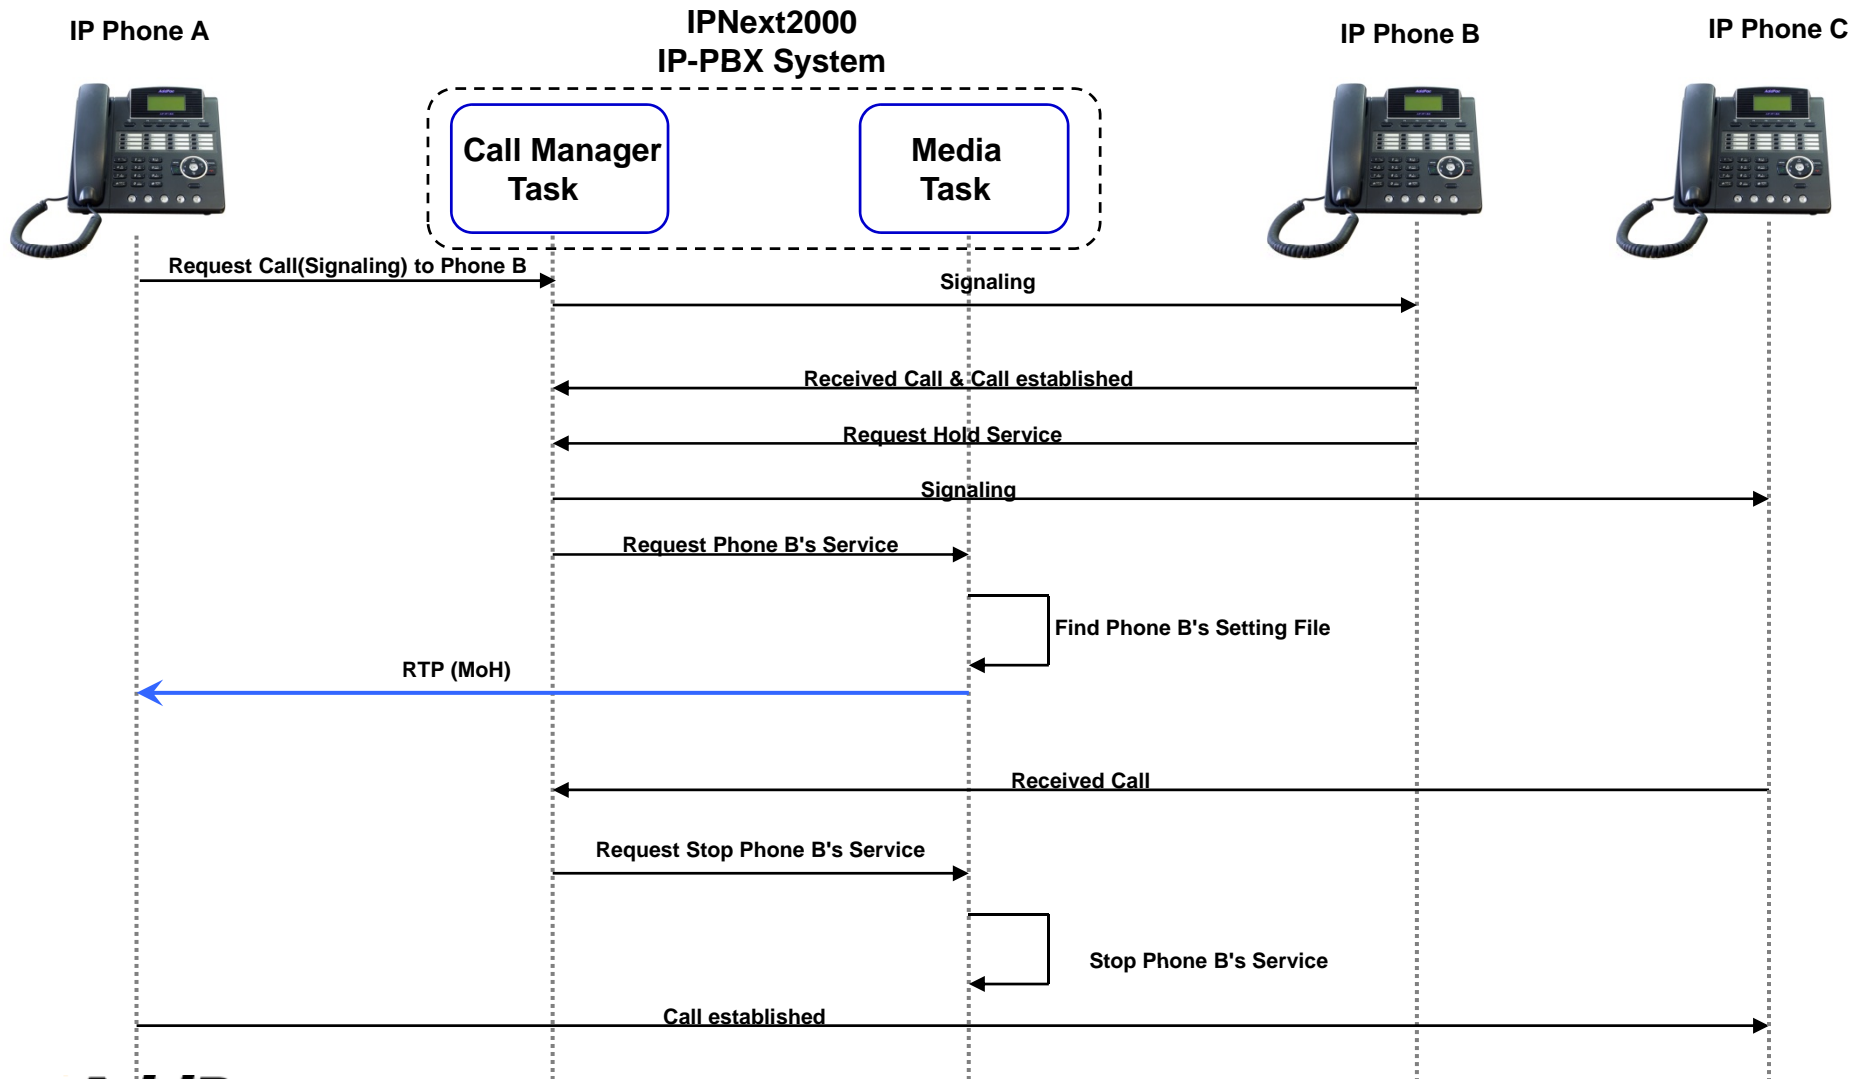 IP Phone A
IPNext2000
IP-PBX System
IP Phone B
IP Phone C
Call Manager
Task
Media
Task
Request Call(Signaling) to Phone B
Signaling
Received Call & Call established
Request Hold Service
Signaling
Request Phone B's Service
Find Phone B's Setting File
RTP (MoH)
Received Call
Request Stop Phone B's Service
Stop Phone B's Service
Call established